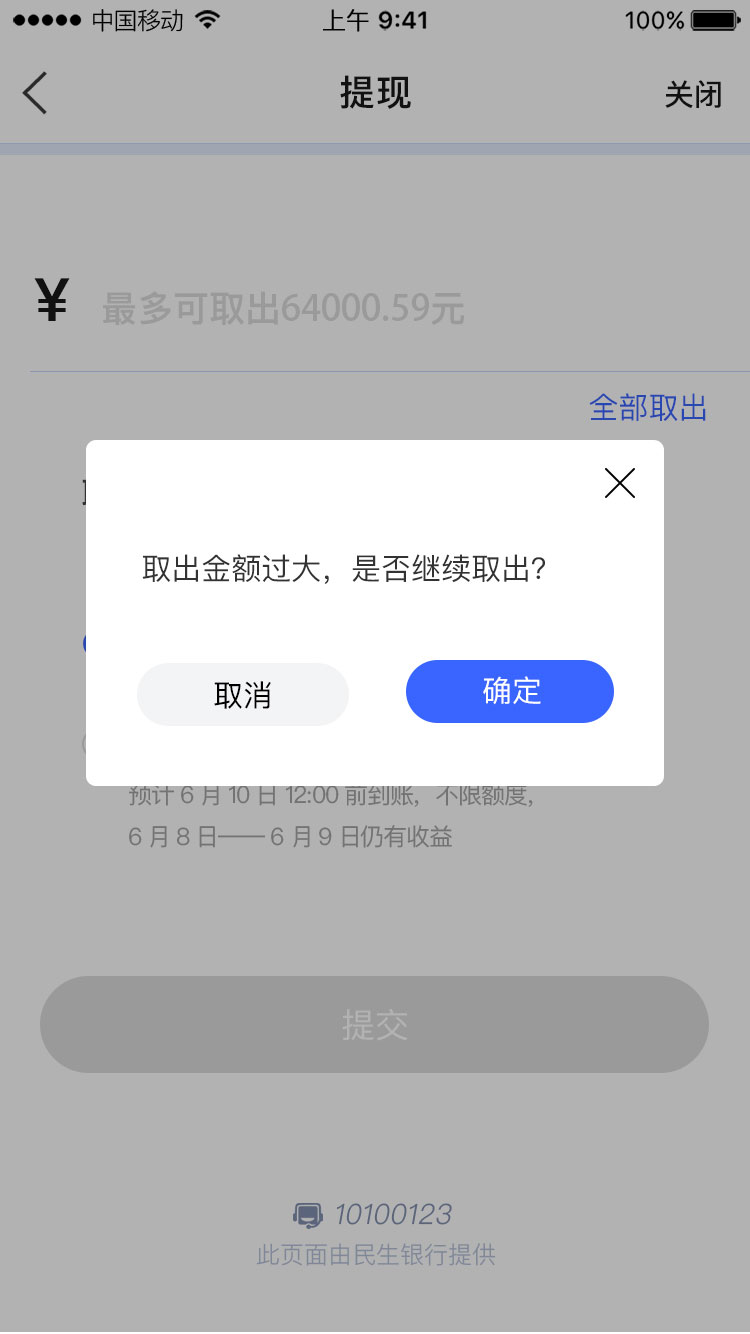 中国移动 上午 9:41 100%
提现 关闭
¥ 最多可取出64000.59元
全部取出
取出金额过大，是否继续取出?
取消 确定
预计 6 月 10 日 12:00 前到账，不限额度，
6 月 8 日—— 6 月 9 日仍有收益
提交
10100123
此页面由民生银行提供